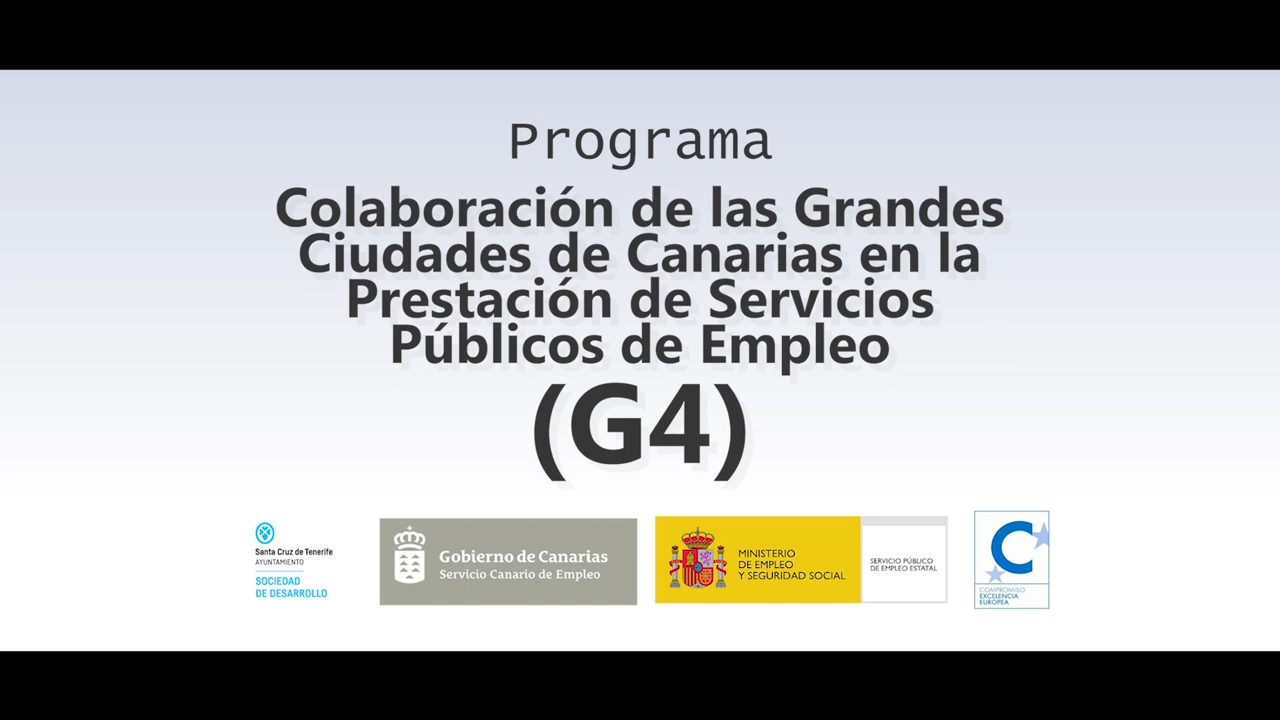 Programa
Colaboración de las Grandes
Ciudades de Canarias en la
Prestación de Servicios
Públicos de Empleo
(G4)
Santa Cruz de Tenerife
AYUNTAMIENTO
SOCIEDAD
DE DESARROLLO
Gobierno de Canarias
Servicio Canario de Empleo
MINISTERIO
DE EMPLEO
Y SEGURIDAD SOCIAL
SERVICIO PÚBLICO
DE EMPLEO ESTATAL
C
COMPROMISO
EXCELENCIA
EUROPEA